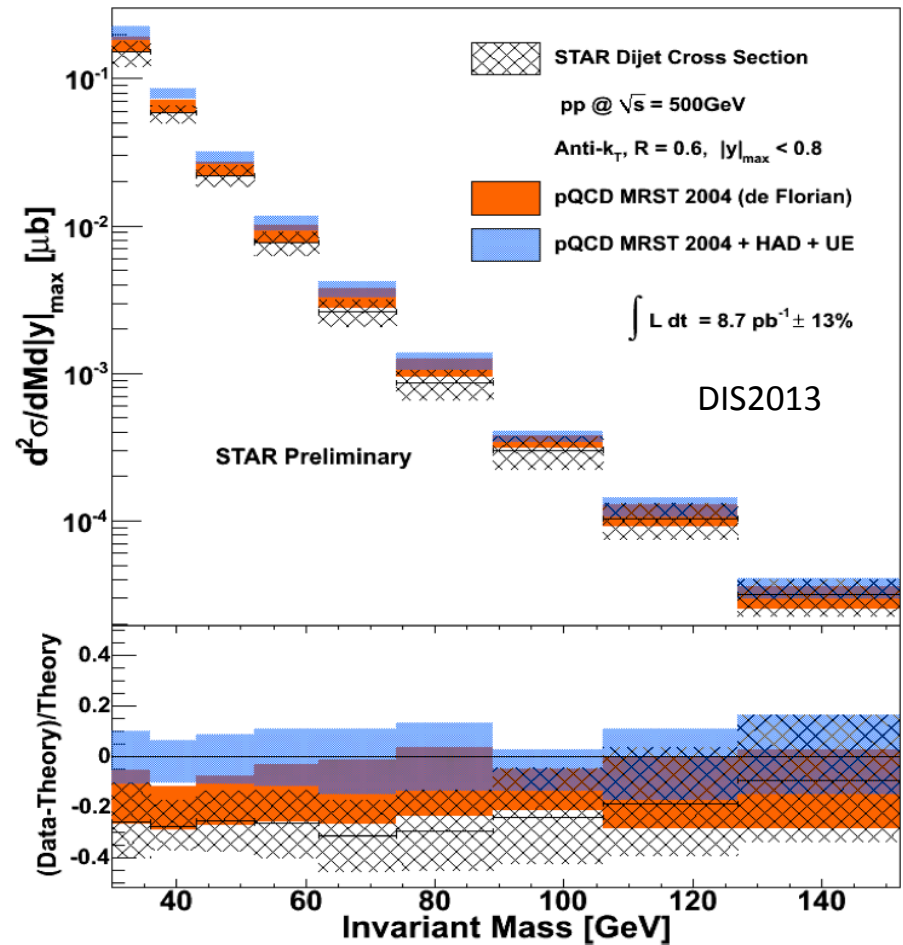 d²σ/dMd|y|max [μb]
10⁻¹
10⁻²
10⁻³
10⁻⁴
STAR Dijet Cross Section
pp @ √s = 500GeV
Anti-kT, R = 0.6, |y|max < 0.8
pQCD MRST 2004 (de Florian)
pQCD MRST 2004 + HAD + UE
∫ L dt = 8.7 pb⁻¹ ± 13%
DIS2013
STAR Preliminary
(Data-Theory)/Theory
0.4
0.2
0
-0.2
-0.4
40 60 80 100 120 140
Invariant Mass [GeV]